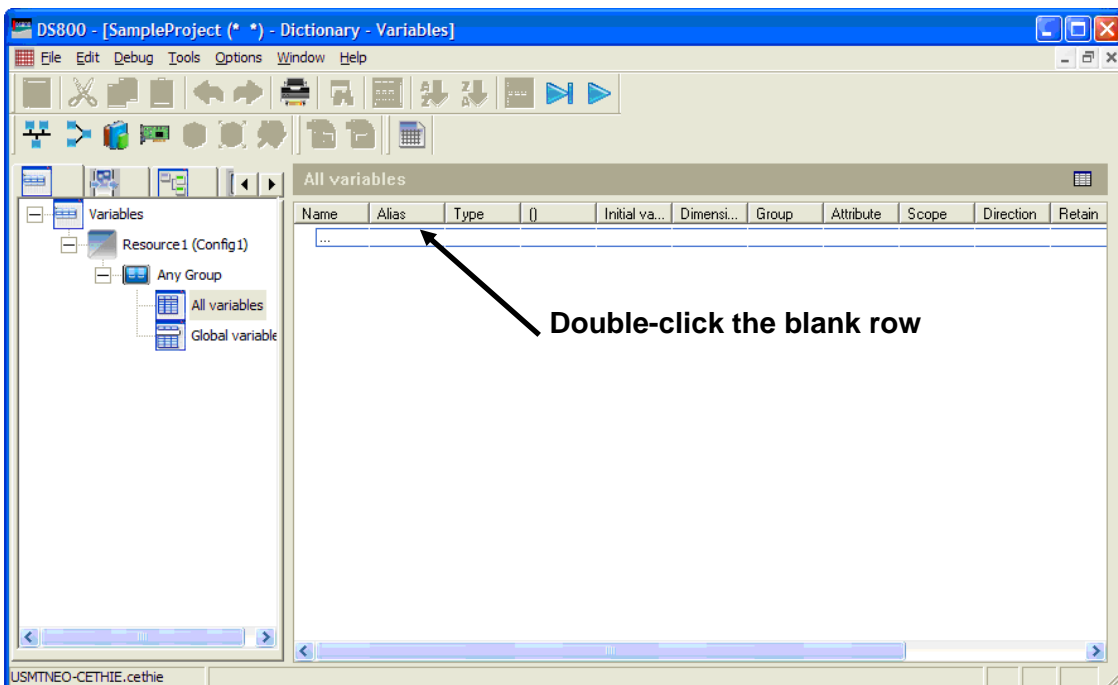 DS800 - [SampleProject (* *) - Dictionary - Variables]
File Edit Debug Tools Options Window Help
All variables
Variables
Resource1 (Config1)
Any Group
All variables
Global variable
Name Alias Type () Initial va... Dimensi... Group Attribute Scope Direction Retain
...
Double-click the blank row
USMTNEO-CETHIE.cethie